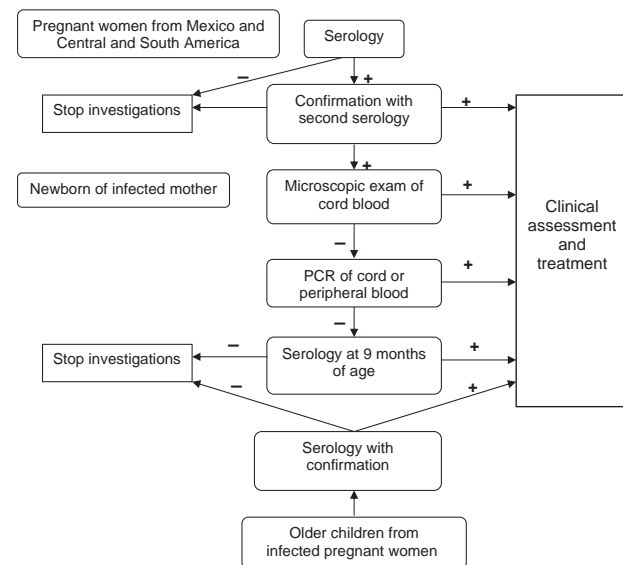 Pregnant women from Mexico and
Central and South America
Serology
–
+
Stop investigations
Confirmation with
second serology
+
+
Newborn of infected mother
Microscopic exam of
cord blood
+
Clinical
assessment
and
treatment
–
PCR of cord or
peripheral blood
+
–
Stop investigations
–
Serology at 9 months
of age
+
–
+
Serology with
confirmation
Older children from
infected pregnant women